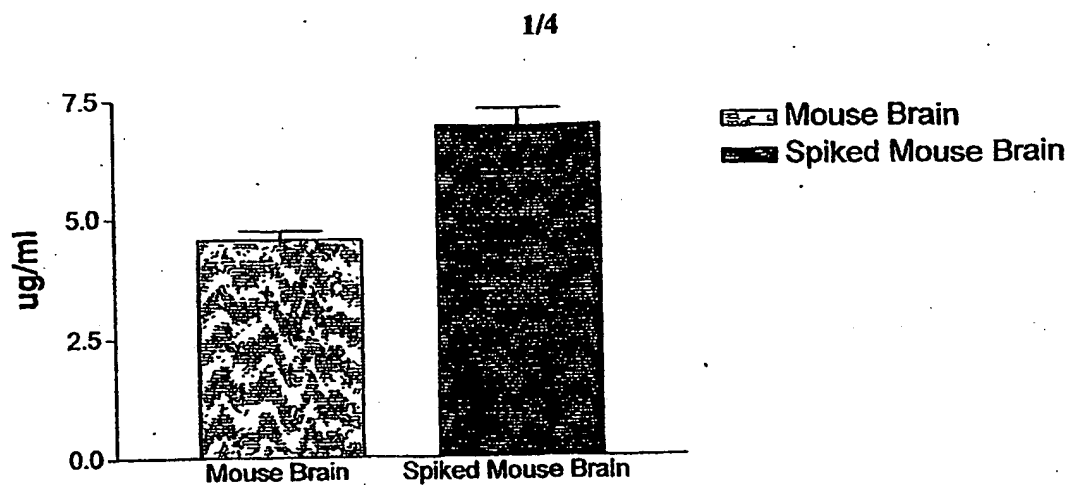 1/4
7.5
5.0
2.5
0.0
ug/ml
Mouse Brain
Spiked Mouse Brain
Mouse Brain
Spiked Mouse Brain